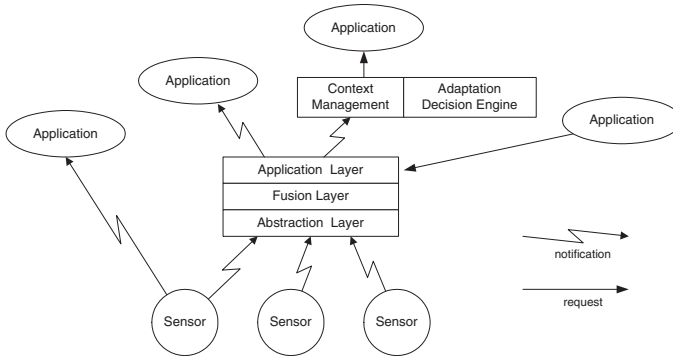 Application
Application
Context
Management
Adaptation
Decision Engine
Application
Application
Application Layer
Fusion Layer
Abstraction Layer
notification
request
Sensor
Sensor
Sensor